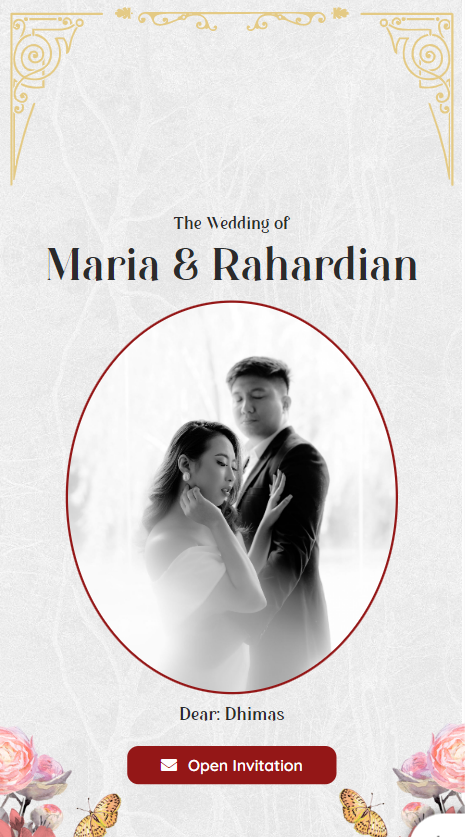 The Wedding of
Maria & Rahardian
Dear: Dhimas
Open Invitation